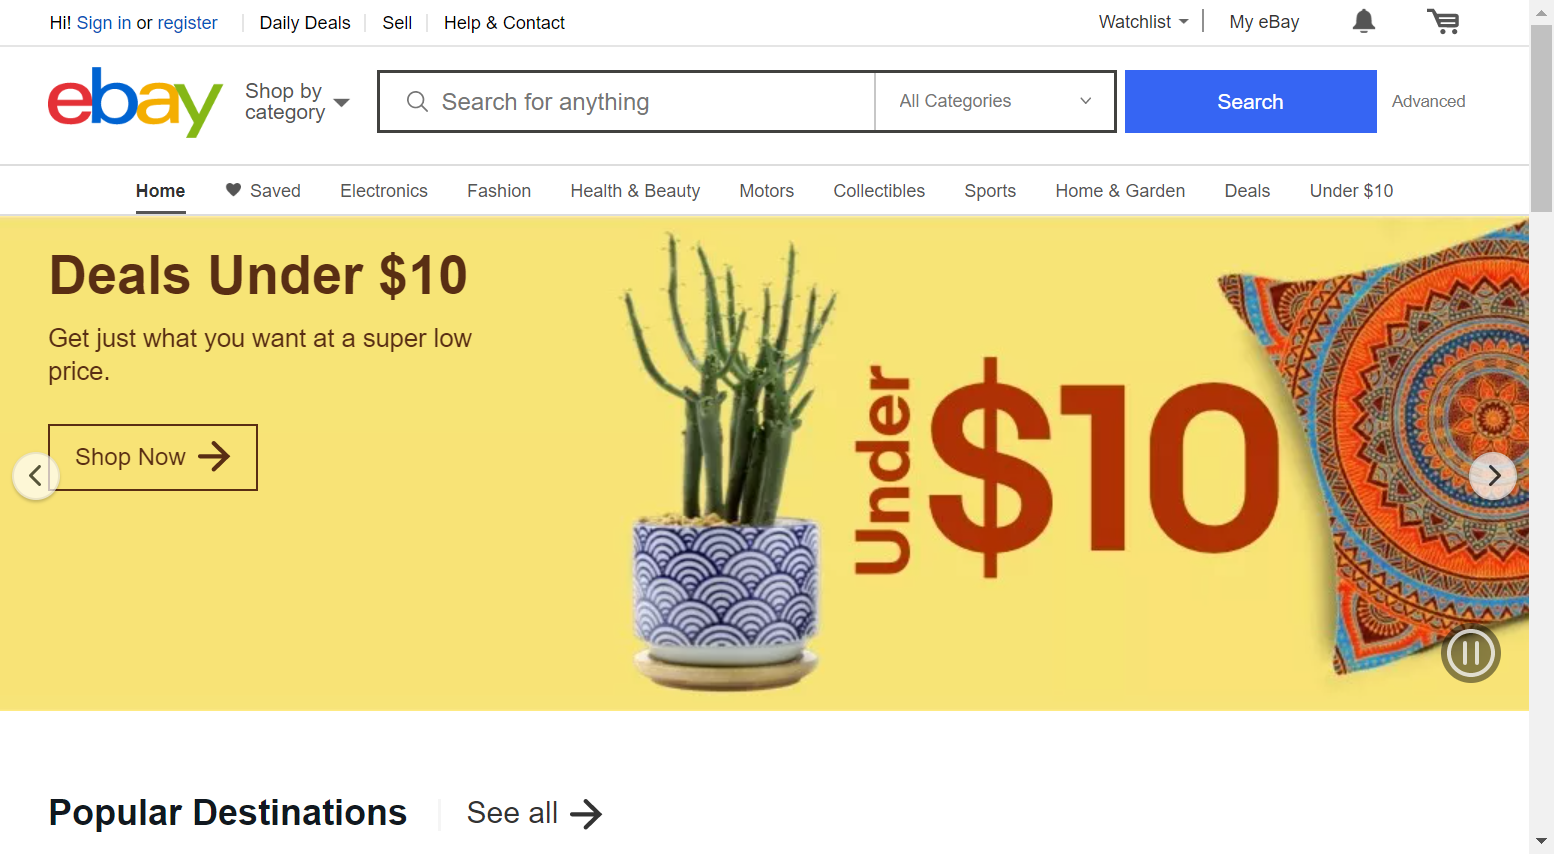 Hi! Sign in or register
Daily Deals
Sell
Help & Contact
Watchlist
My eBay
ebay
Shop by
category
Search for anything
All Categories
Search
Advanced
Home
Saved
Electronics
Fashion
Health & Beauty
Motors
Collectibles
Sports
Home & Garden
Deals
Under $10
Deals Under $10
Get just what you want at a super low
price.
Shop Now
Under
$10
Popular Destinations
See all